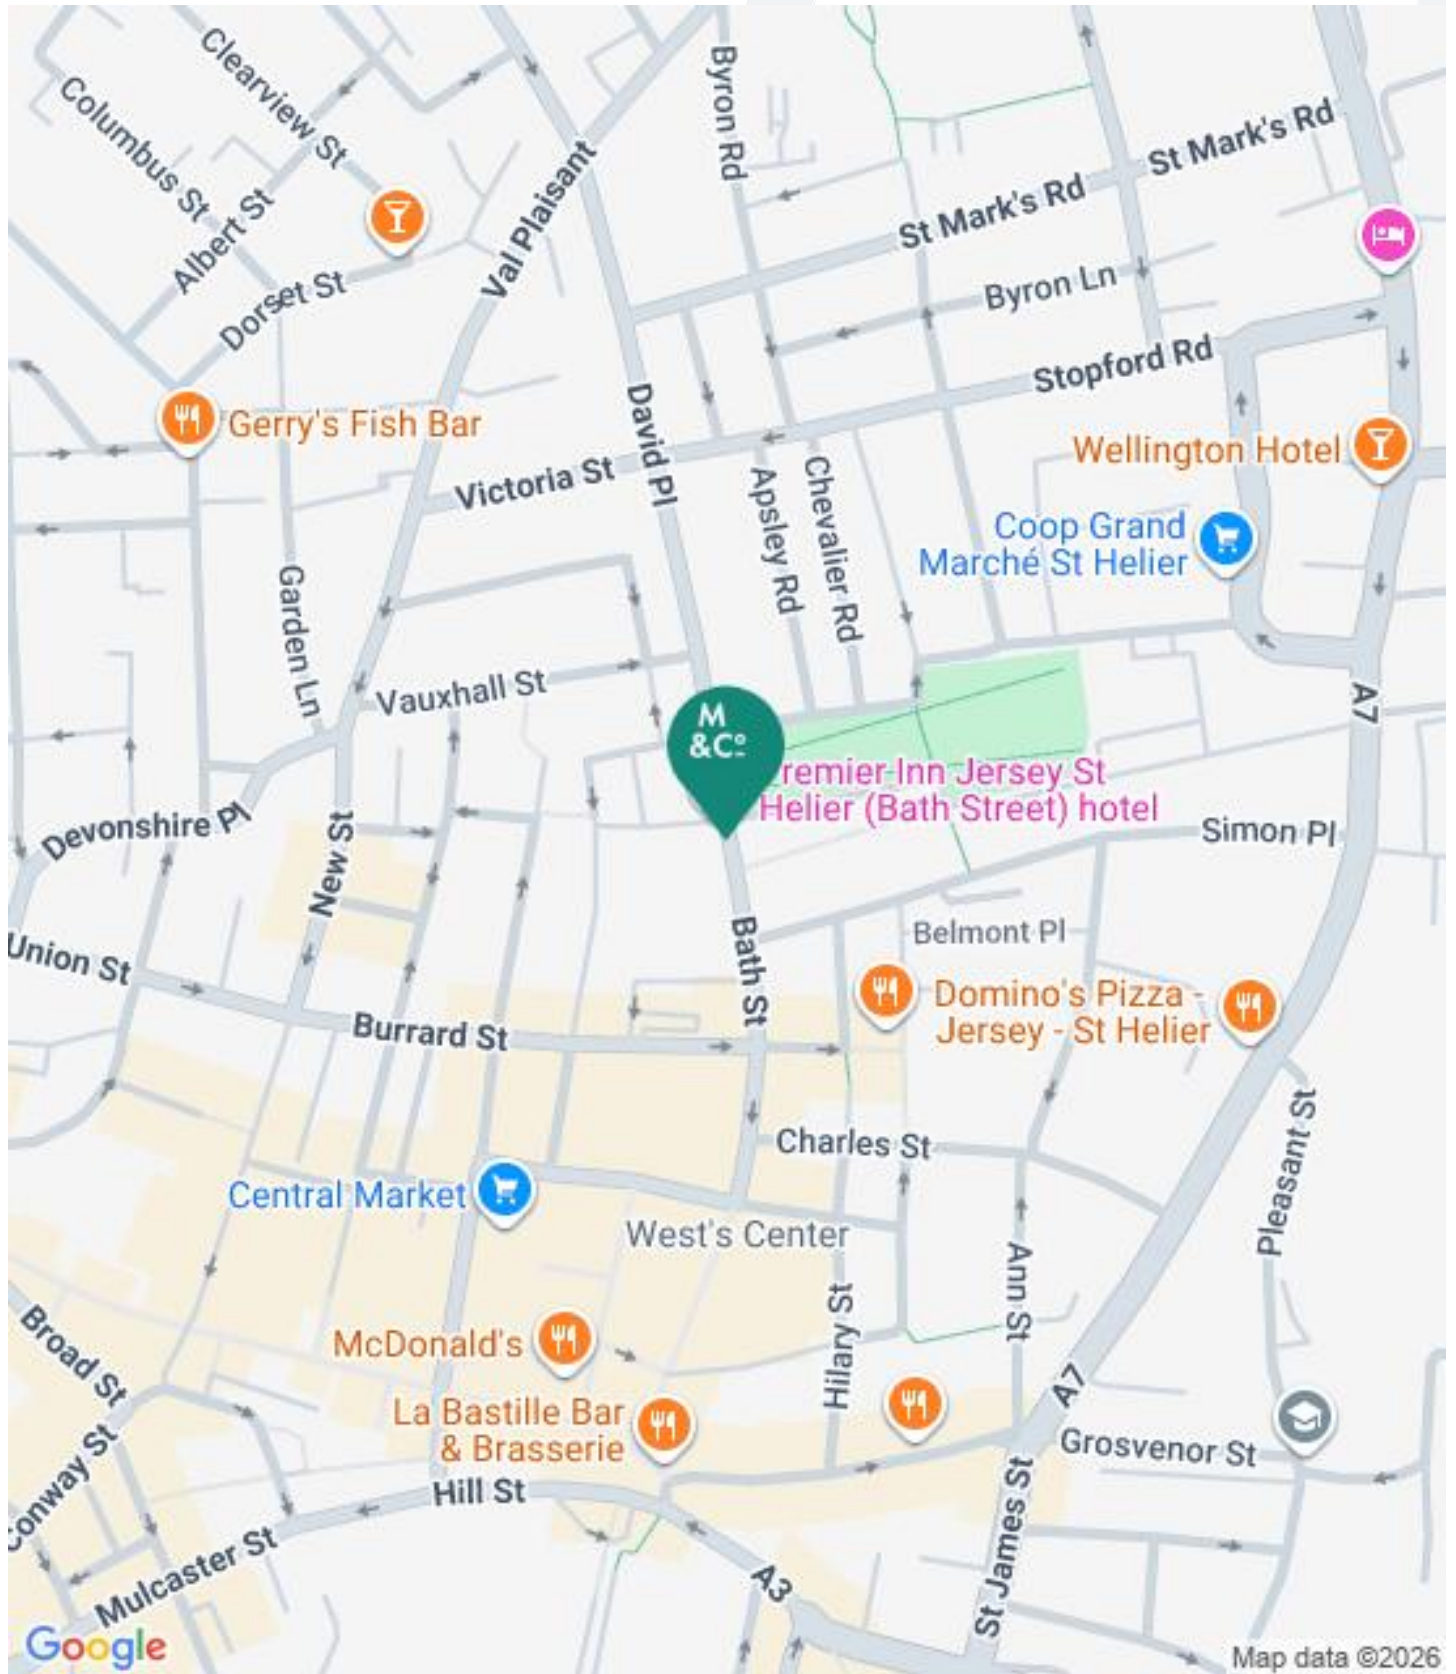 Clearview St
Byron Rd
Columbus St
St Mark's Rd
Albert St
Val Plaisant
St Mark's Rd
Dorset St
Byron Ln
Stopford Rd
David Pl
Gerry's Fish Bar
Wellington Hotel
Victoria St
Apsley Rd
Chevalier Rd
Coop Grand
Marché St Helier
Garden Ln
Vauxhall St
A7
M
&Cº
remier Inn Jersey St
Helier (Bath Street) hotel
Devonshire Pl
New St
Simon Pl
Union St
Bath St
Belmont Pl
Domino's Pizza -
Jersey - St Helier
Burrard St
Pleasant St
Charles St
Central Market
West's Center
Ann St
Hilary St
Broad St
McDonald's
A7
La Bastille Bar
& Brasserie
Grosvenor St
Conway St
Hill St
St James St
Mulcaster St
A3
Google
Map data ©2026